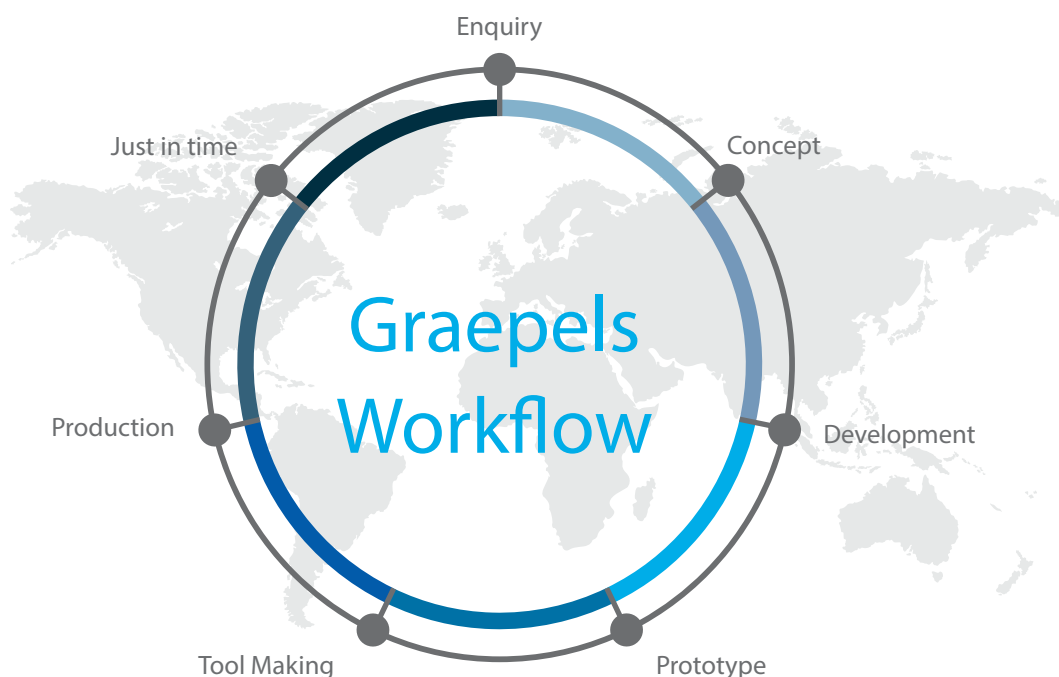 Enquiry
Just in time
Concept
Graepels
Workflow
Production
Development
Tool Making
Prototype